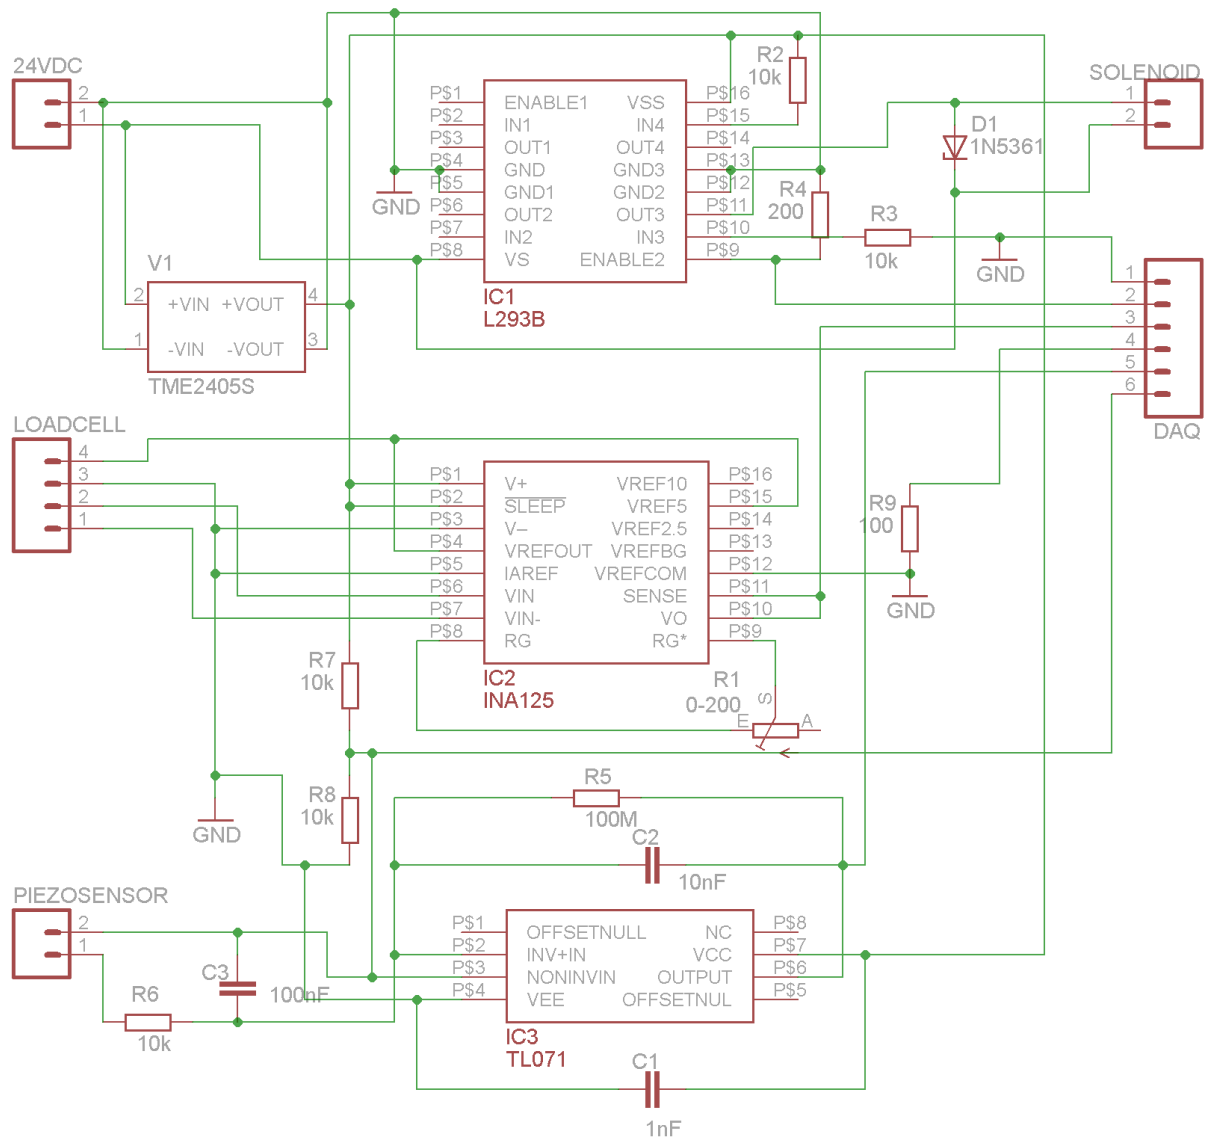 24VDC
2
1
V1
2 +VIN +VOUT 4
1 -VIN -VOUT 3
TME2405S
GND
P$1 ENABLE1 VSS P$16
P$2 IN1 IN4 P$15
P$3 OUT1 OUT4 P$14
P$4 GND GND3 P$13
P$5 GND1 GND2 P$12
P$6 OUT2 OUT3 P$11
P$7 IN2 IN3 P$10
P$8 VS ENABLE2 P$9
IC1
L293B
R2
10k
R4
200
R3
10k
GND
D1
1N5361
SOLENOID
1
2
1
2
3
4
5
6
DAQ
LOADCELL
4
3
2
1
P$1 V+ VREF10 P$16
P$2 SLEEP VREF5 P$15
P$3 V– VREF2.5 P$14
P$4 VREFOUT VREFBG P$13
P$5 IAREF VREFCOM P$12
P$6 VIN SENSE P$11
P$7 VIN- VO P$10
P$8 RG RG* P$9
IC2
INA125
R9
100
GND
R1
0-200
E
S
A
R7
10k
R8
10k
GND
R5
100M
C2
10nF
PIEZOSENSOR
2
1
C3
100nF
R6
10k
P$1 OFFSETNULL NC P$8
P$2 INV+IN VCC P$7
P$3 NONINVIN OUTPUT P$6
P$4 VEE OFFSETNUL P$5
IC3
TL071
C1
1nF